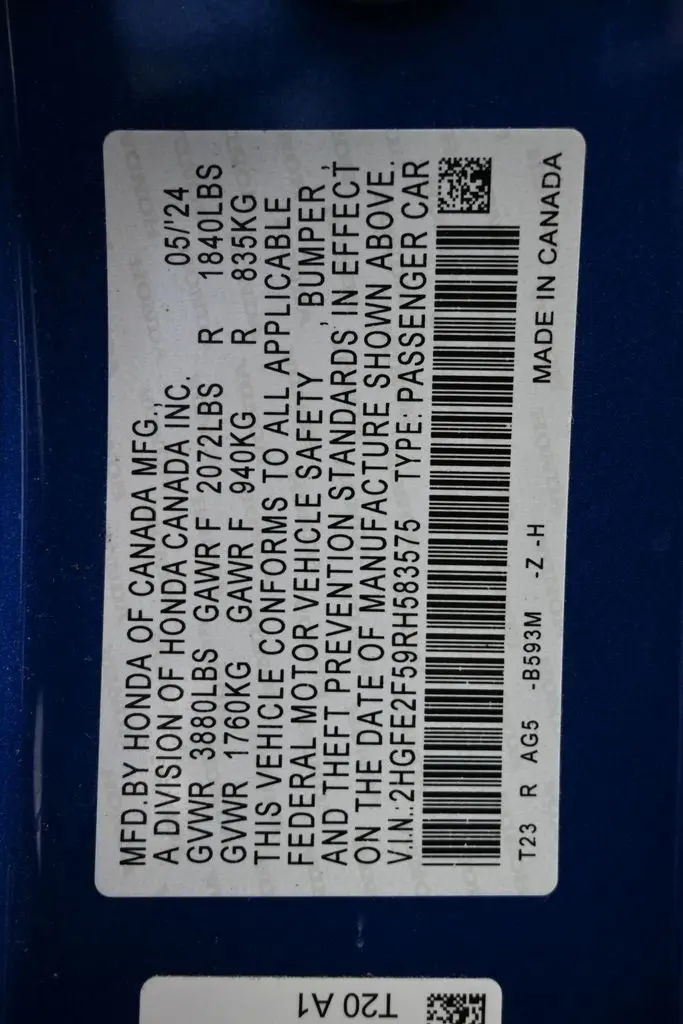 MFD.BY HONDA OF CANADA MFG.,
A DIVISION OF HONDA CANADA INC. 05/'24
GVWR 3880LBS GAWR F 2072LBS R 1840LBS
GVWR 1760KG GAWR F 940KG R 835KG
THIS VEHICLE CONFORMS TO ALL APPLICABLE
FEDERAL MOTOR VEHICLE SAFETY, BUMPER,
AND THEFT PREVENTION STANDARDS IN EFFECT
ON THE DATE OF MANUFACTURE SHOWN ABOVE.
V.I.N.:2HGFE2F59RH583575 TYPE: PASSENGER CAR
T23 R AG5 -B593M -Z -H MADE IN CANADA
T20 A1